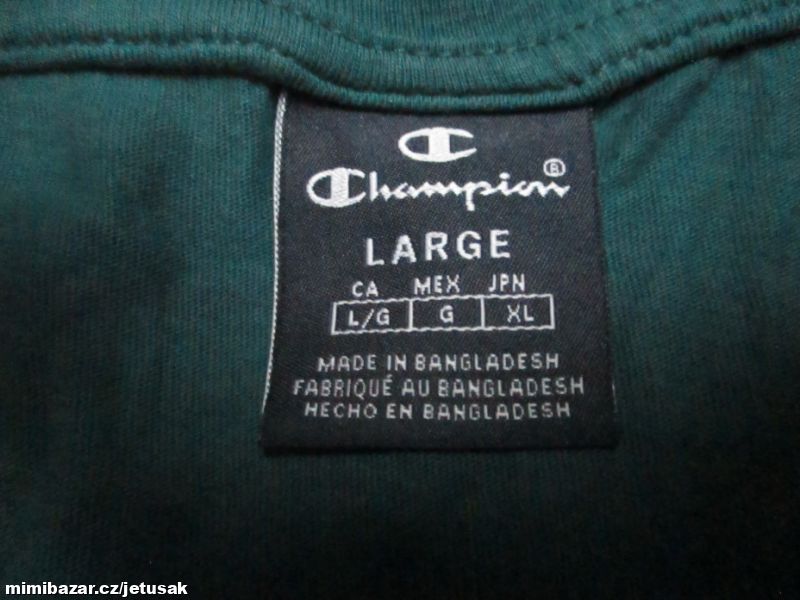 Champion®
LARGE
CA MEX JPN
L/G G XL
MADE IN BANGLADESH
FABRIQUÉ AU BANGLADESH
HECHO EN BANGLADESH
mimibazar.cz/jetusak